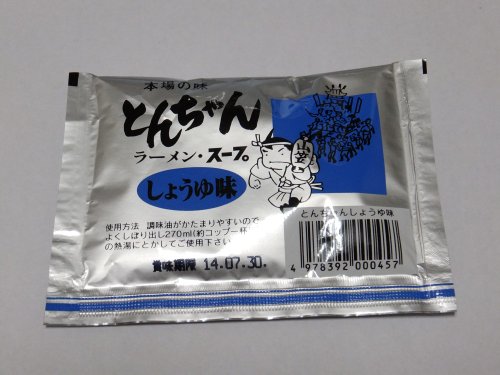 本場の味
とんちゃん
ラーメン・スープ。
しょうゆ味
使用方法 調味油がかたまりやすいので
よくしぼり出し270ml(約コップ一杯)
の熱湯にとかしてご使用下さい
賞味期限 14.07.30.
とんちゃんしょうゆ味
4 978392 000457